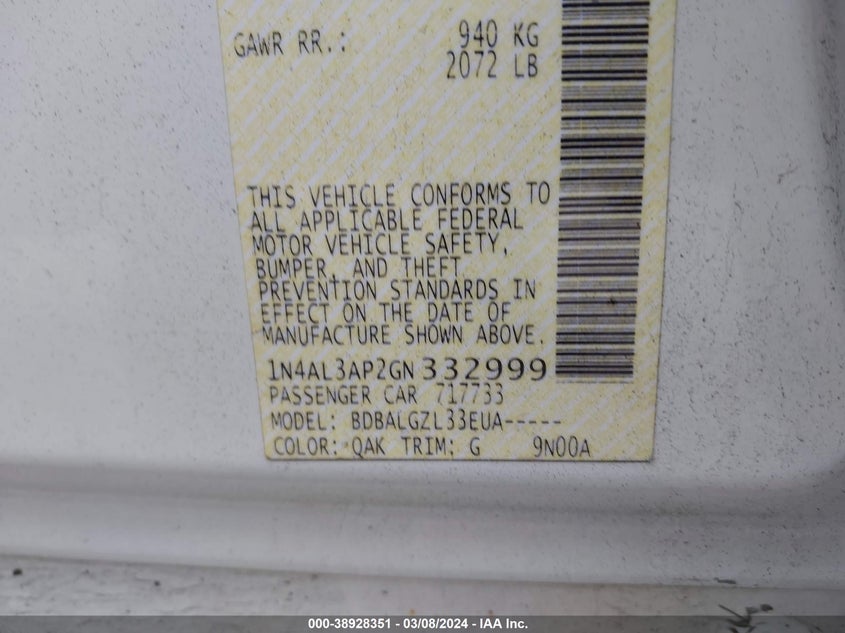 GAWR RR.: 940 KG
2072 LB
THIS VEHICLE CONFORMS TO
ALL APPLICABLE FEDERAL
MOTOR VEHICLE SAFETY,
BUMPER, AND THEFT
PREVENTION STANDARDS IN
EFFECT ON THE DATE OF
MANUFACTURE SHOWN ABOVE.
1N4AL3AP2GN332999
PASSENGER CAR 717733
MODEL: BDBALGZL33EUA-----
COLOR: QAK TRIM: G 9N00A
000-38928351 — 03/08/2024 — IAA Inc.